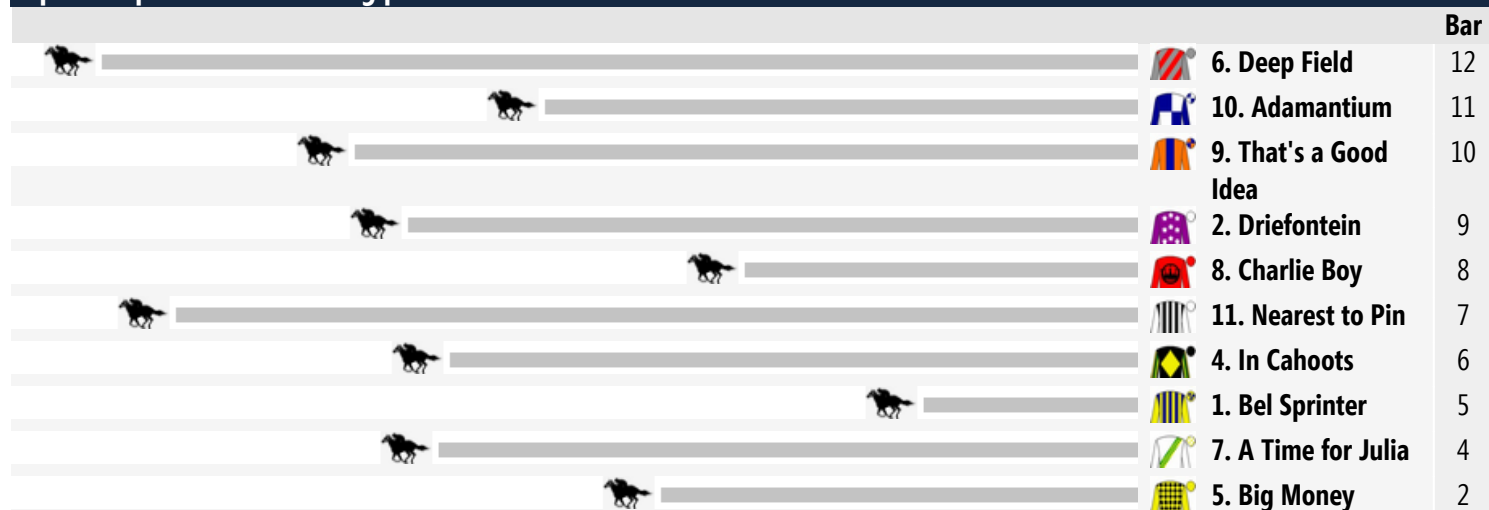 Bar
6. Deep Field 12
10. Adamantium 11
9. That's a Good 10
Idea
2. Driefontein 9
8. Charlie Boy 8
11. Nearest to Pin 7
4. In Cahoots 6
1. Bel Sprinter 5
7. A Time for Julia 4
5. Big Money 2